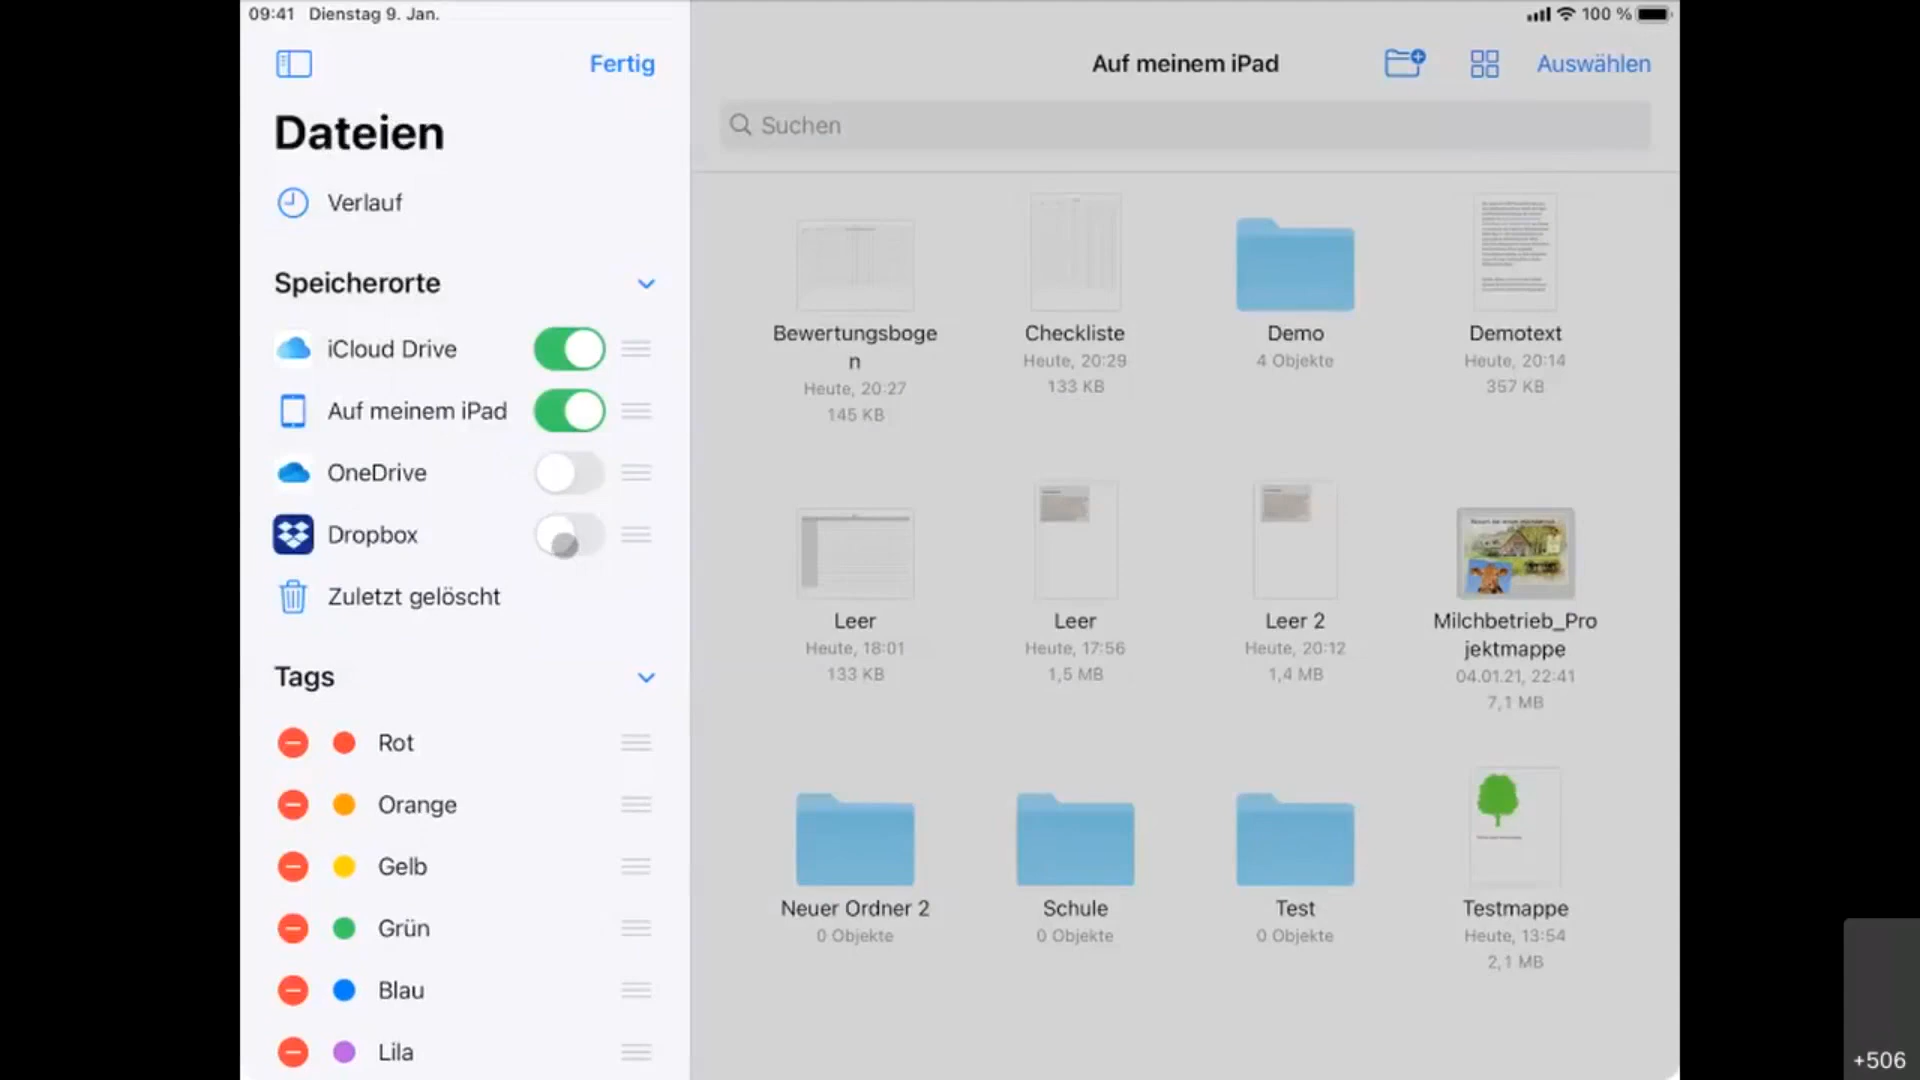 09:41 Dienstag 9. Jan.
100 %
Fertig
Auf meinem iPad
Auswählen
Dateien
Suchen
Verlauf
Speicherorte
iCloud Drive
Auf meinem iPad
OneDrive
Dropbox
Zuletzt gelöscht
Tags
Rot
Orange
Gelb
Grün
Blau
Lila
Bewertungsboge
n
Heute, 20:27
145 KB
Checkliste
Heute, 20:29
133 KB
Demo
4 Objekte
Demotext
Heute, 20:14
357 KB
Leer
Heute, 18:01
133 KB
Leer
Heute, 17:56
1,5 MB
Leer 2
Heute, 20:12
1,4 MB
Milchbetrieb_Pro
jektmappe
04.01.21, 22:41
7,1 MB
Neuer Ordner 2
0 Objekte
Schule
0 Objekte
Test
0 Objekte
Testmappe
Heute, 13:54
2,1 MB
+506